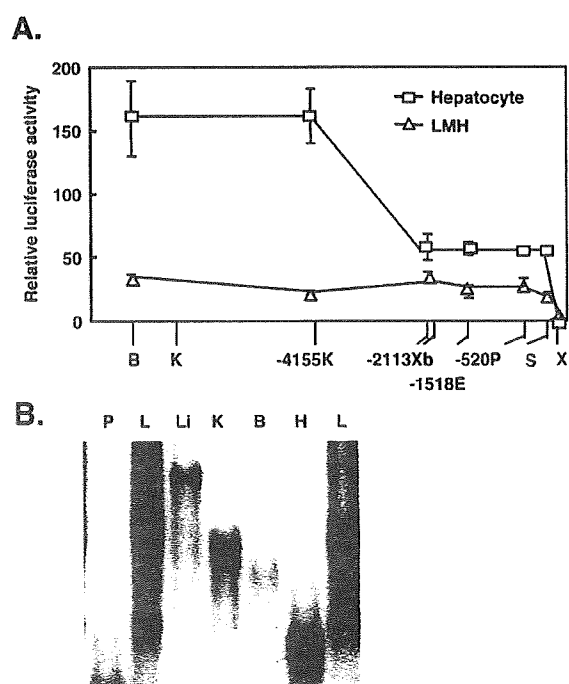 A.
200
150
100
50
0
Relative luciferase activity
Hepatocyte
LMH
B K -4155K -2113Xb -520P S X
-1518E
B.
P L Li K B H L